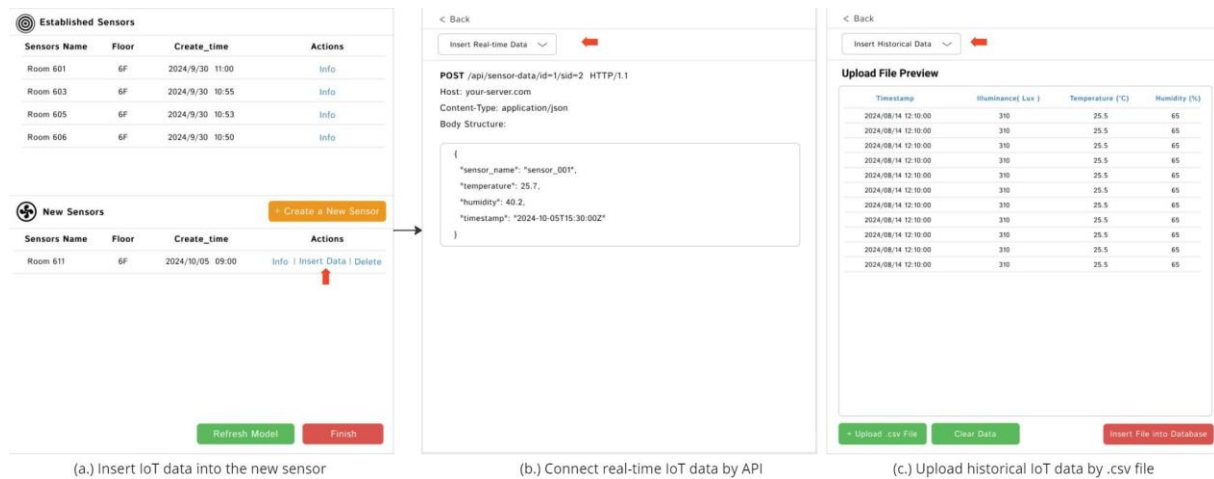 Established Sensors
Sensors Name Floor Create_time Actions
Room 601 6F 2024/9/30 11:00 Info
Room 603 6F 2024/9/30 10:55 Info
Room 605 6F 2024/9/30 10:53 Info
Room 606 6F 2024/9/30 10:50 Info
New Sensors + Create a New Sensor
Sensors Name Floor Create_time Actions
Room 611 6F 2024/10/05 09:00 Info | Insert Data | Delete
Refresh Model Finish
(a.) Insert IoT data into the new sensor
< Back
Insert Real-time Data
POST /api/sensor-data/id=1/sid=2 HTTP/1.1
Host: your-server.com
Content-Type: application/json
Body Structure:
{
"sensor_name": "sensor_001",
"temperature": 25.7,
"humidity": 40.2,
"timestamp": "2024-10-05T15:30:00Z"
}
(b.) Connect real-time IoT data by API
< Back
Insert Historical Data
Upload File Preview
Timestamp Illuminance( Lux ) Temperature (°C) Humidity (%)
2024/08/14 12:10:00 310 25.5 65
2024/08/14 12:10:00 310 25.5 65
2024/08/14 12:10:00 310 25.5 65
2024/08/14 12:10:00 310 25.5 65
2024/08/14 12:10:00 310 25.5 65
2024/08/14 12:10:00 310 25.5 65
2024/08/14 12:10:00 310 25.5 65
2024/08/14 12:10:00 310 25.5 65
2024/08/14 12:10:00 310 25.5 65
2024/08/14 12:10:00 310 25.5 65
2024/08/14 12:10:00 310 25.5 65
+ Upload .csv File Clear Data Insert File into Database
(c.) Upload historical IoT data by .csv file